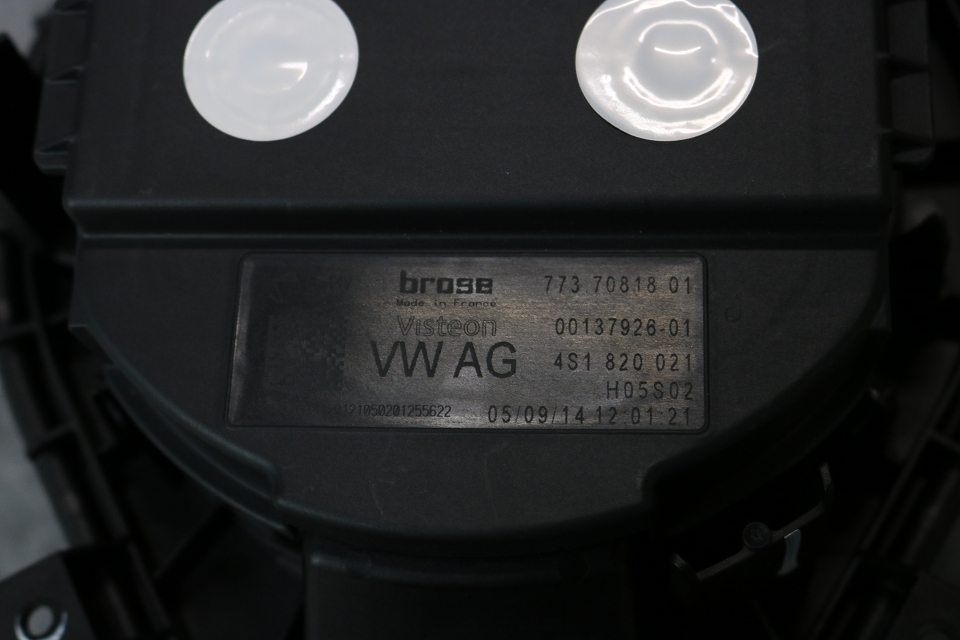 brose 773 70818 01
Made in France
Visteon 00137926-01
VW AG 4S1 820 021
H05S02
0121050201255622 05/09/14 12:01:21